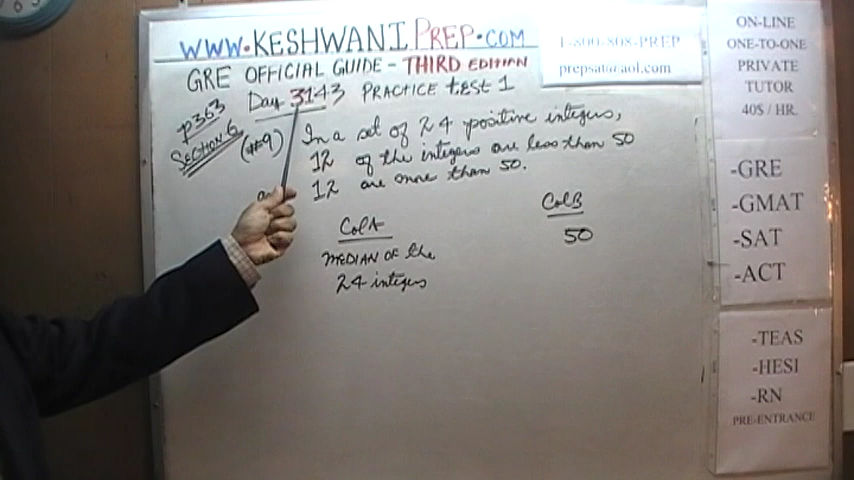 WWW.KESHWANIPREP.COM
GRE OFFICIAL GUIDE - THIRD EDITION
Day 3143 PRACTICE tEST 1
p363
SECTION 6
(#9) In a set of 24 positive integers,
12 of the integers are less than 50
12 are more than 50.
Col A
MEDIAN OF the
24 integers
Col B
50
1-800-808-PREP
prepsat@aol.com
ON-LINE
ONE-TO-ONE
PRIVATE
TUTOR
40$ / HR.
-GRE
-GMAT
-SAT
-ACT
-TEAS
-HESI
-RN
PRE-ENTRANCE